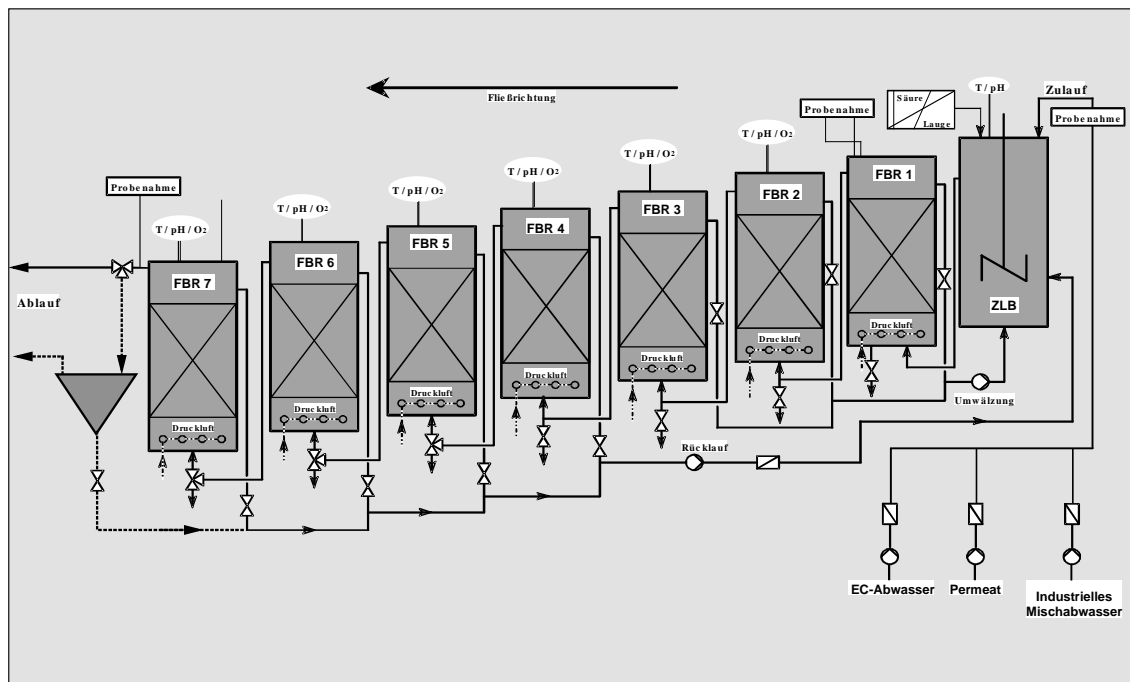 Fließrichtung
Säure
Lauge
T / pH
Zulauf
Probenahme
Probenahme
T / pH / O2
T / pH / O2
T / pH / O2
T / pH / O2
T / pH / O2
T / pH / O2
Probenahme
FBR 1
FBR 2
FBR 3
FBR 4
FBR 5
FBR 6
FBR 7
ZLB
Ablauf
Druckluft
Druckluft
Druckluft
Druckluft
Druckluft
Druckluft
Druckluft
Umwälzung
Rücklauf
EC-Abwasser
Permeat
Industrielles
Mischabwasser